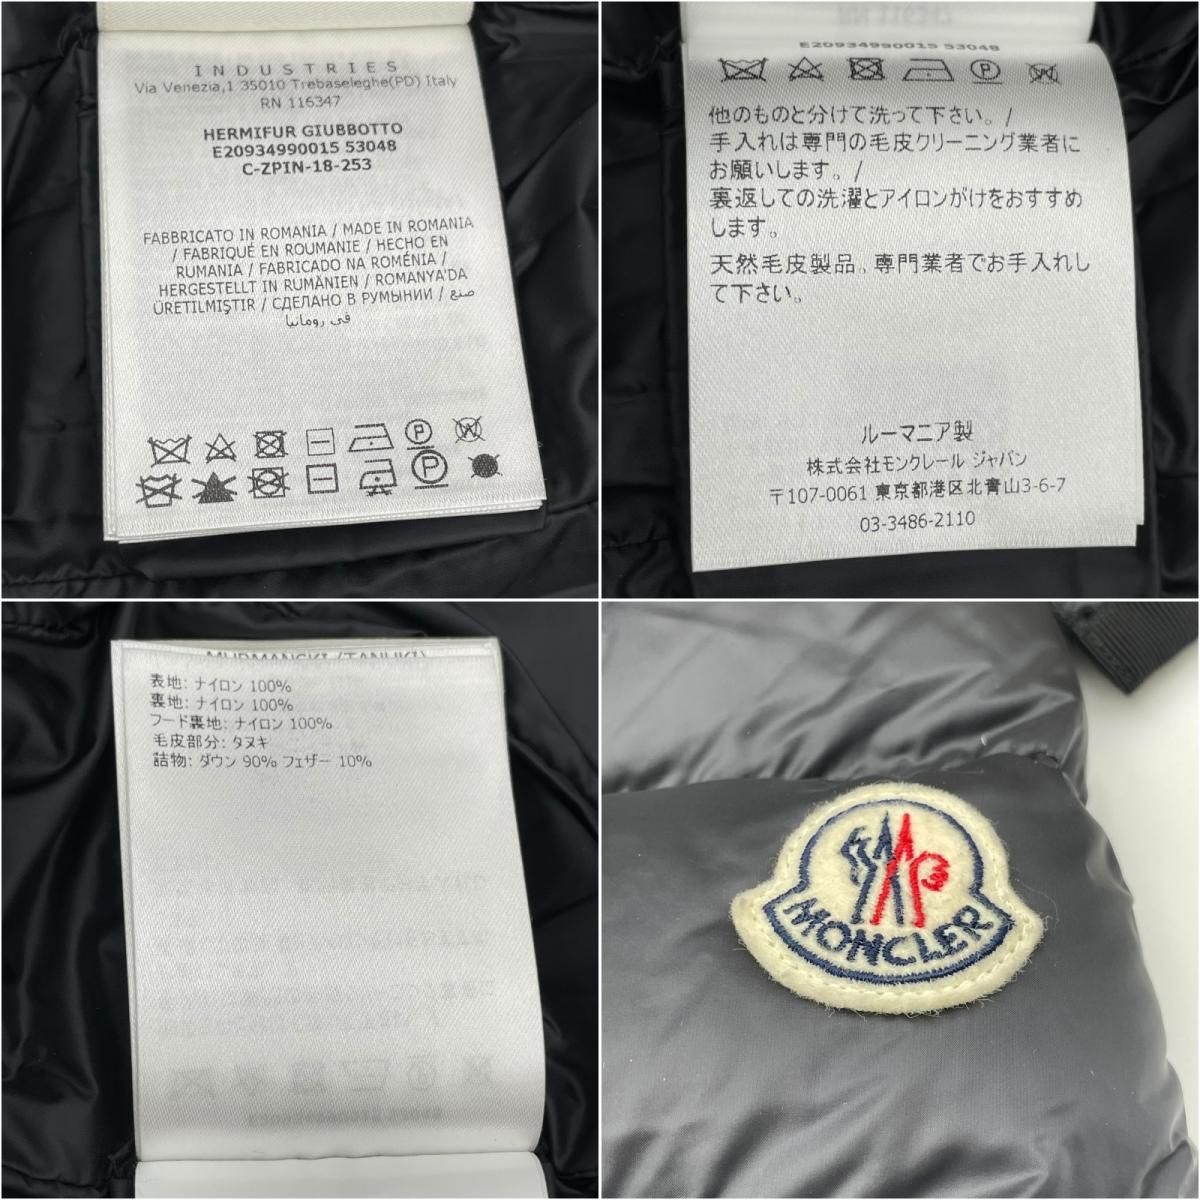 INDUSTRIES
Via Venezia,1 35010 Trebaseleghe(PD) Italy
RN 116347
HERMIFUR GIUBBOTTO
E20934990015 53048
C-ZPIN-18-253
FABBRICATO IN ROMANIA / MADE IN ROMANIA
/ FABRIQUÉ EN ROUMANIE / HECHO EN
RUMANIA / FABRICADO NA ROMÉNIA /
HERGESTELLT IN RUMÄNIEN / ROMANYA'DA
ÜRETILMIŞTIR / СДЕЛАНО В РУМЫНИИ / صنع
في رومانيا
P
W
P
E20934990015 53048
P
W
他のものと分けて洗って下さい。/
手入れは専門の毛皮クリーニング業者に
お願いします。/
裏返しての洗濯とアイロンがけをおすすめ
します。
天然毛皮製品、専門業者でお手入れし
て下さい。
ルーマニア製
株式会社モンクレール ジャパン
〒107-0061 東京都港区北青山3-6-7
03-3486-2110
MURMANSKI (TANUKI)
表地: ナイロン 100%
裏地: ナイロン 100%
フード裏地: ナイロン 100%
毛皮部分: タヌキ
詰物: ダウン 90% フェザー 10%
MONCLER